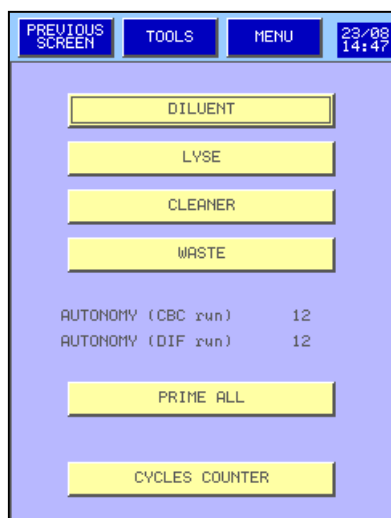 PREVIOUS SCREEN
TOOLS
MENU
23/08
14:47
DILUENT
LYSE
CLEANER
WASTE
AUTONOMY (CBC run) 12
AUTONOMY (DIF run) 12
PRIME ALL
CYCLES COUNTER